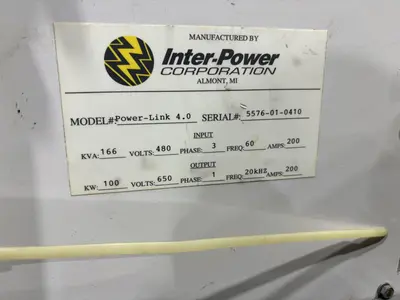 MANUFACTURED BY
Inter-Power
CORPORATION
ALMONT, MI
MODEL#: Power-Link 4.0 SERIAL#: 5576-01-0410
INPUT
KVA: 166 VOLTS: 480 PHASE: 3 FREQ: 60 AMPS: 200
OUTPUT
KW: 100 VOLTS: 650 PHASE: 1 FREQ: 20kHZ AMPS: 200